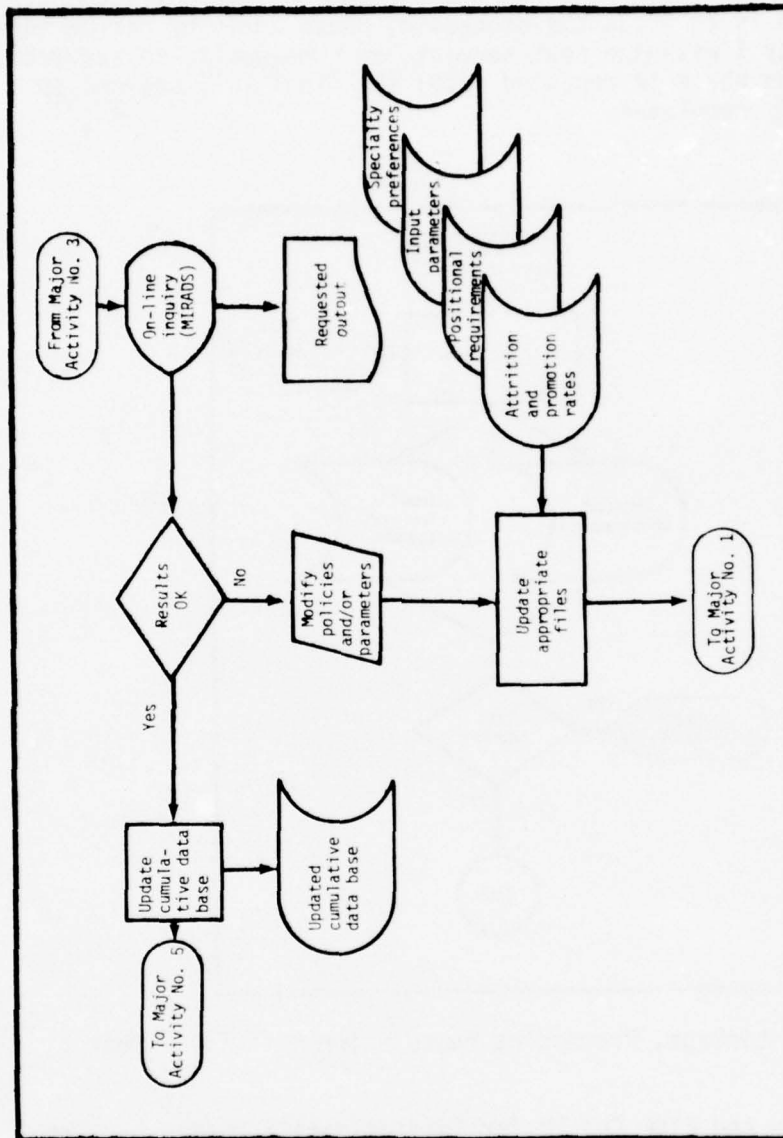 From Major
Activity No. 3
On-line
inquiry
(MIRADS)
Requested
outout
Results
OK
Yes
No
Update
cumula-
tive data
base
To Major
Activity No. 5
Updated
cumulative
data base
Modify
policies
and/or
parameters
Specialty
preferences
Input
parameters
Positional
requirements
Attrition
and
promotion
rates
Update
appropriate
files
To Major
Activity No. 1